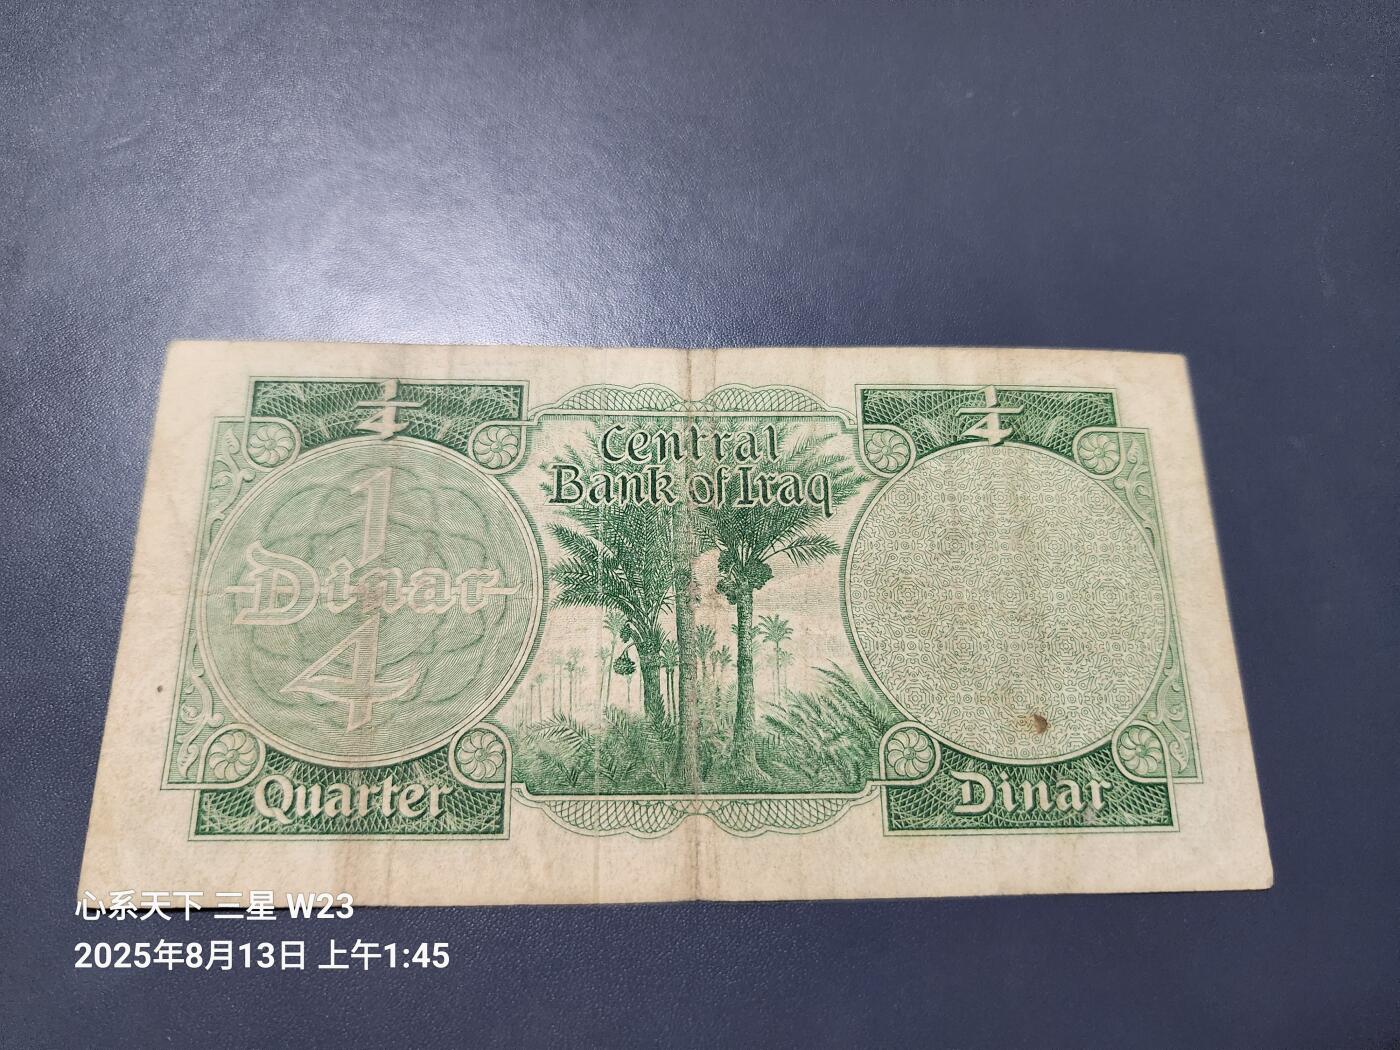 1/4
1/4
Central
Bank of Iraq
1
Dinar
4
Quarter
Dinar
心系天下 三星 W23
2025年8月13日 上午1:45